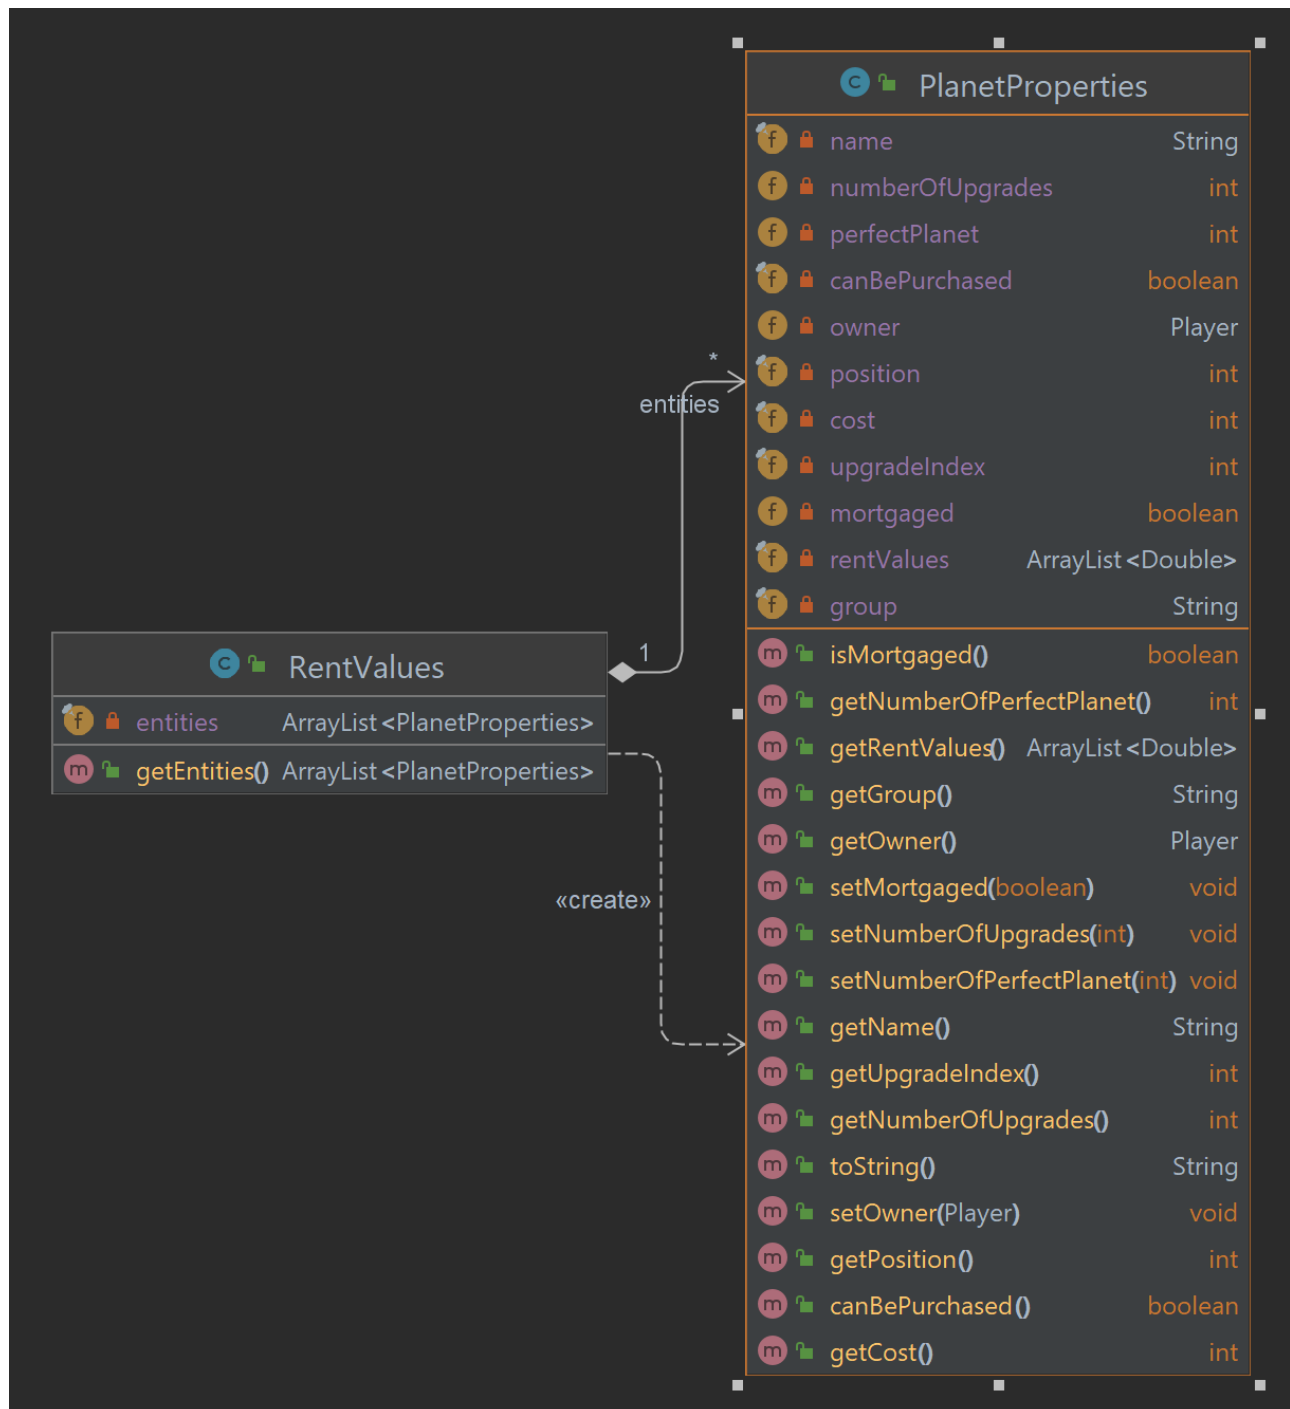 PlanetProperties
name String
numberOfUpgrades int
perfectPlanet int
canBePurchased boolean
owner Player
position int
cost int
upgradeIndex int
mortgaged boolean
rentValues ArrayList<Double>
group String
isMortgaged() boolean
getNumberOfPerfectPlanet() int
getRentValues() ArrayList<Double>
getGroup() String
getOwner() Player
setMortgaged(boolean) void
setNumberOfUpgrades(int) void
setNumberOfPerfectPlanet(int) void
getName() String
getUpgradeIndex() int
getNumberOfUpgrades() int
toString() String
setOwner(Player) void
getPosition() int
canBePurchased() boolean
getCost() int
*
entities
1
RentValues
entities ArrayList<PlanetProperties>
getEntities() ArrayList<PlanetProperties>
«create»